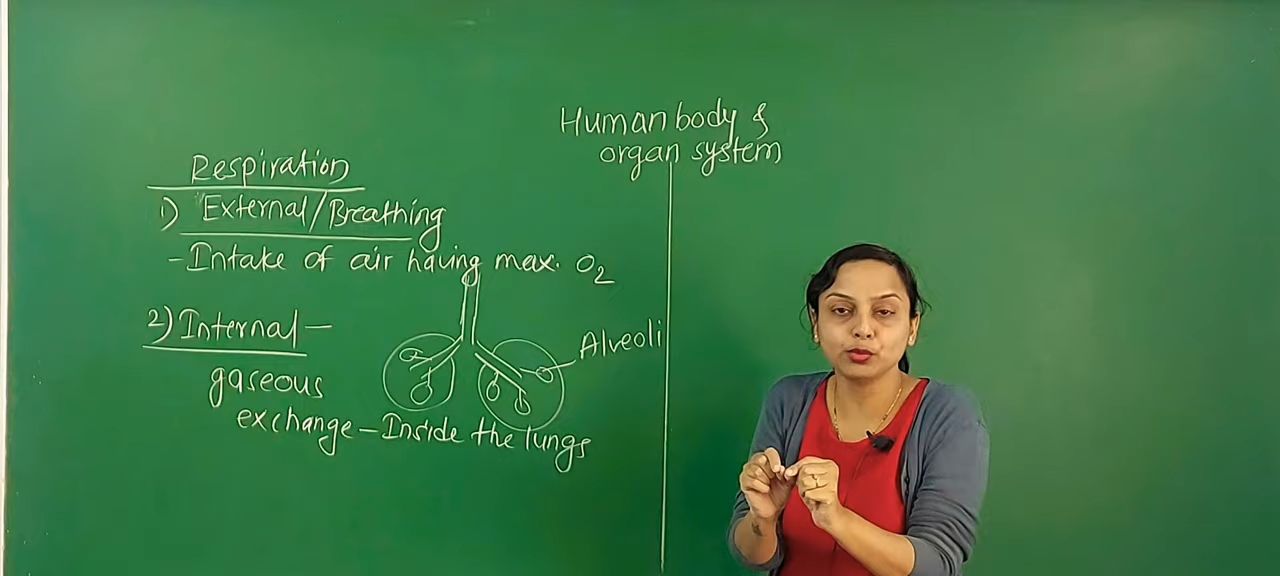 Human body &
organ system
Respiration
1) External/Breathing
- Intake of air having max. O₂
2) Internal -
gaseous
exchange - Inside the lungs
Alveoli